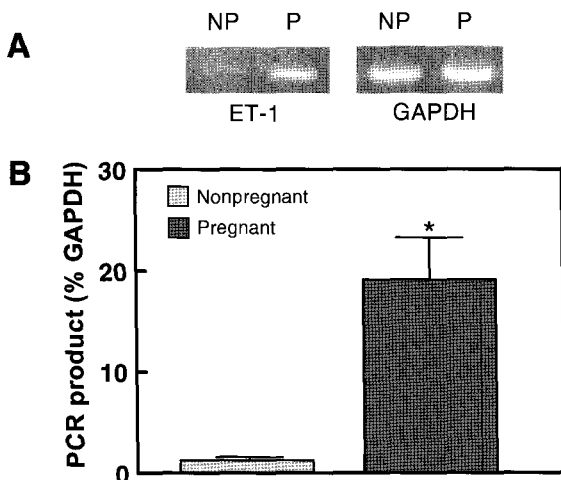 A
NP P NP P
ET-1 GAPDH
B
PCR product (% GAPDH)
30
20
10
0
Nonpregnant
Pregnant
*